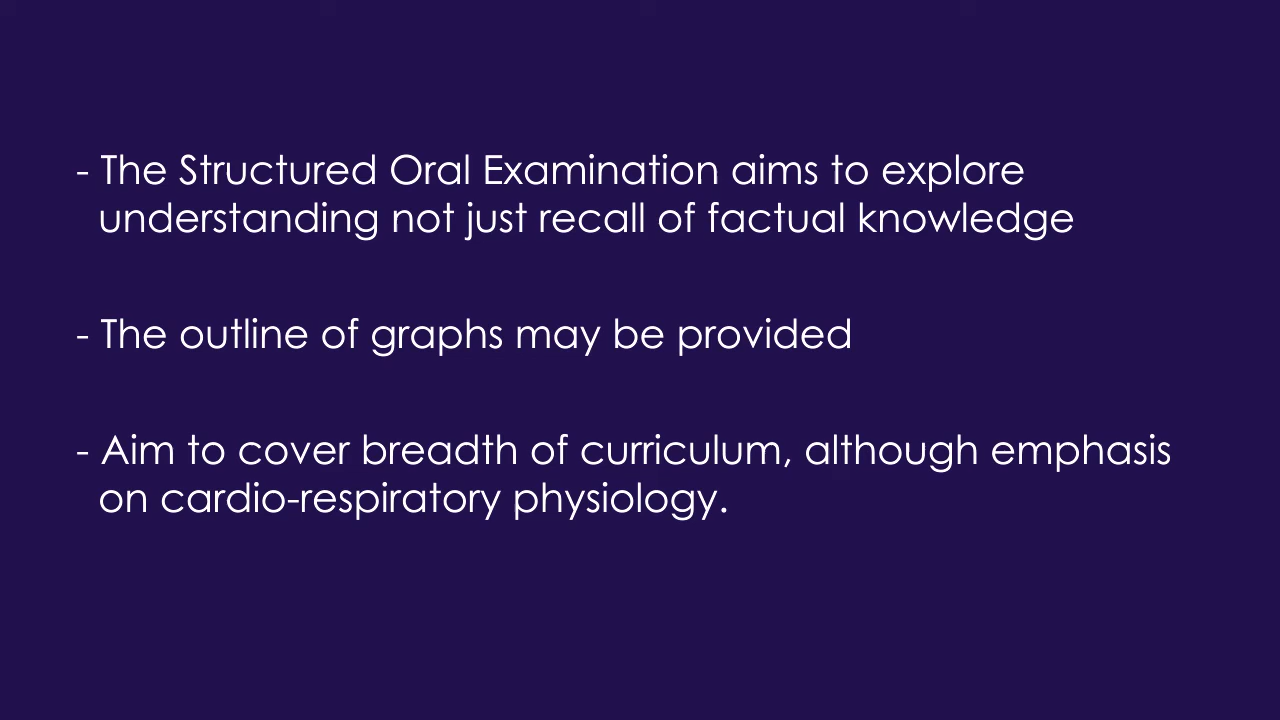 - The Structured Oral Examination aims to explore
understanding not just recall of factual knowledge
- The outline of graphs may be provided
- Aim to cover breadth of curriculum, although emphasis
on cardio-respiratory physiology.